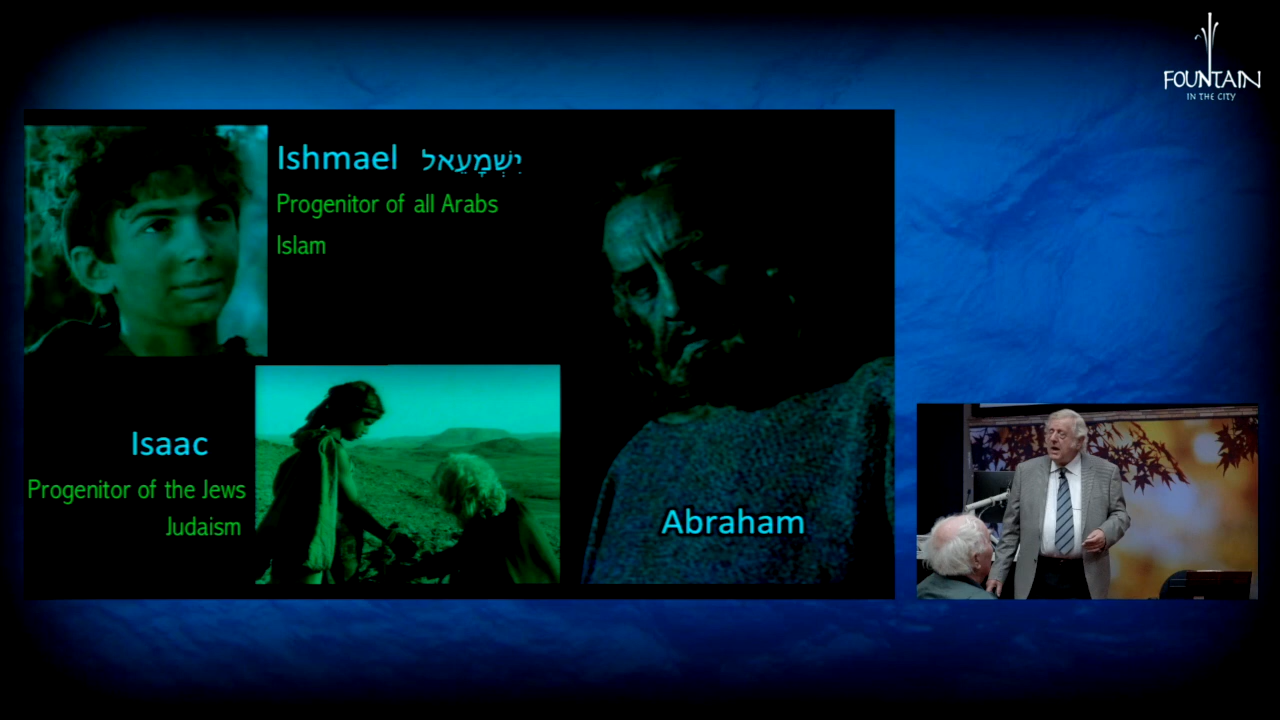 FOUNTAIN
IN THE CITY
Ishmael יִשְׁמָעֵאל
Progenitor of all Arabs
Islam
Isaac
Progenitor of the Jews
Judaism
Abraham